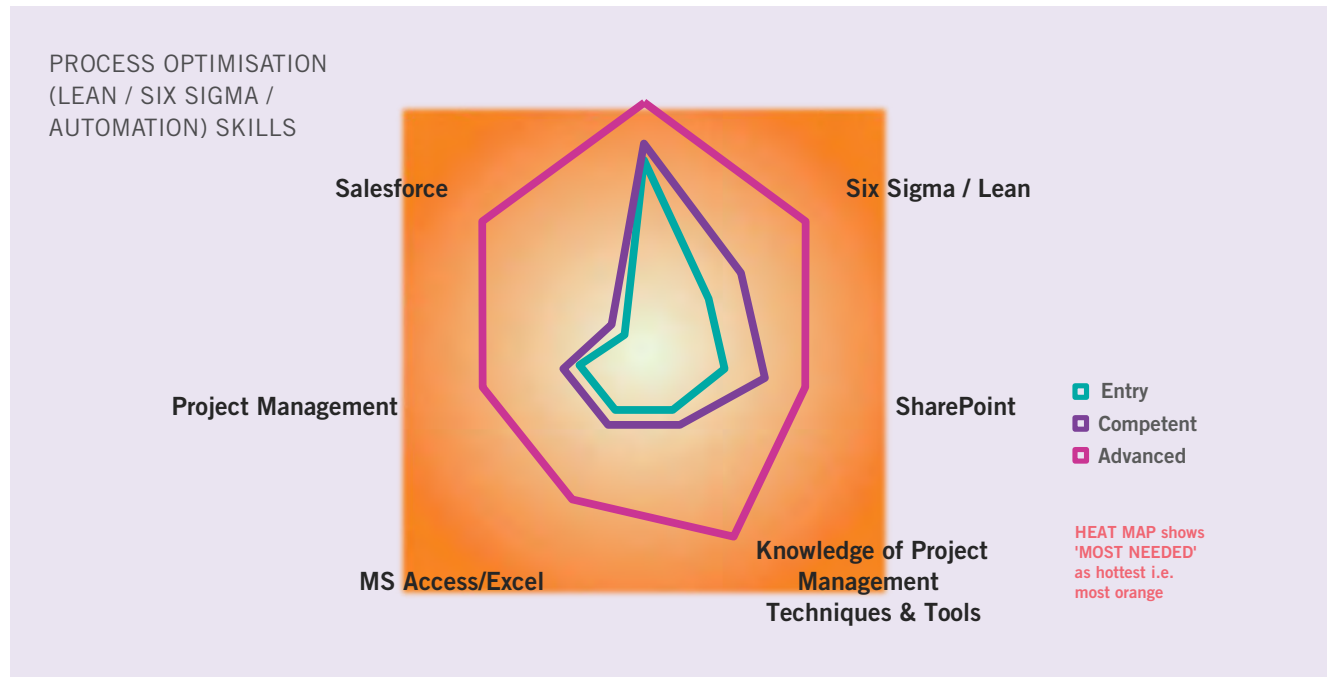 PROCESS OPTIMISATION
(LEAN / SIX SIGMA /
AUTOMATION) SKILLS
Salesforce
Six Sigma / Lean
Project Management
SharePoint
Entry
Competent
Advanced
HEAT MAP shows
'MOST NEEDED'
as hottest i.e.
most orange
MS Access/Excel
Knowledge of Project
Management
Techniques & Tools